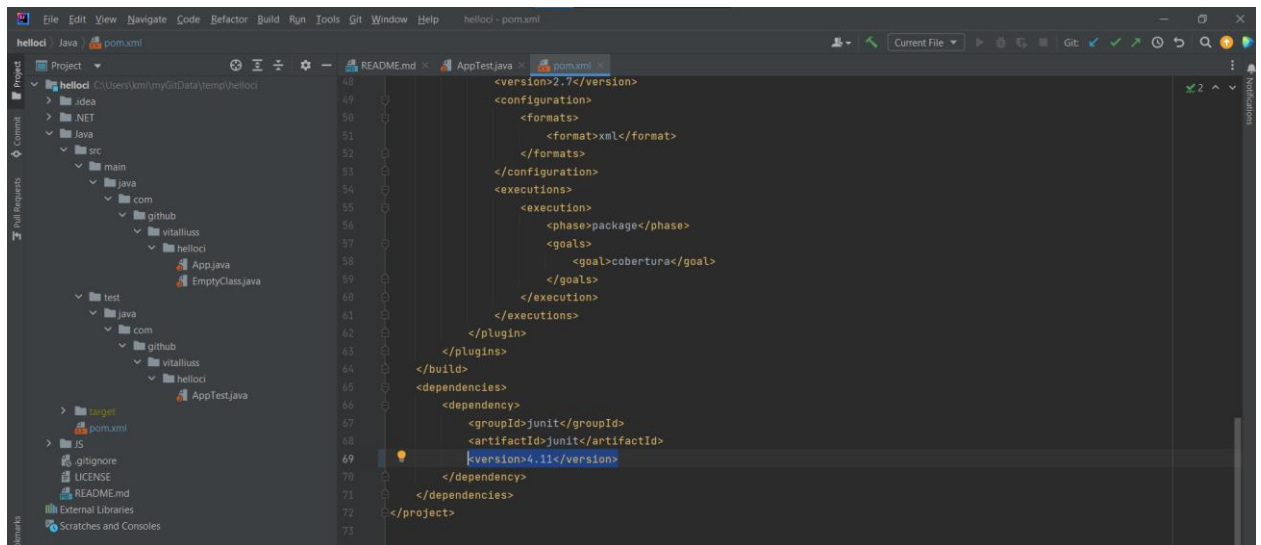 File Edit View Navigate Code Refactor Build Run Tools Git Window Help helloci - pom.xml
helloci Java pom.xml
Current File
Git:
Project
README.md
AppTest.java
pom.xml
Project
Commit
Pull Requests
Bookmarks
Notifications
2
helloci C:\Users\kmi\myGitData\temp\helloci
.idea
.NET
Java
src
main
java
com
github
vitalliuss
helloci
App.java
EmptyClass.java
test
java
com
github
vitalliuss
helloci
AppTest.java
target
pom.xml
JS
.gitignore
LICENSE
README.md
External Libraries
Scratches and Consoles
48 <version>2.7</version>
49 <configuration>
50 <formats>
51 <format>xml</format>
52 </formats>
53 </configuration>
54 <executions>
55 <execution>
56 <phase>package</phase>
57 <goals>
58 <goal>cobertura</goal>
59 </goals>
60 </execution>
61 </executions>
62 </plugin>
63 </plugins>
64 </build>
65 <dependencies>
66 <dependency>
67 <groupId>junit</groupId>
68 <artifactId>junit</artifactId>
69 <version>4.11</version>
70 </dependency>
71 </dependencies>
72 </project>
73